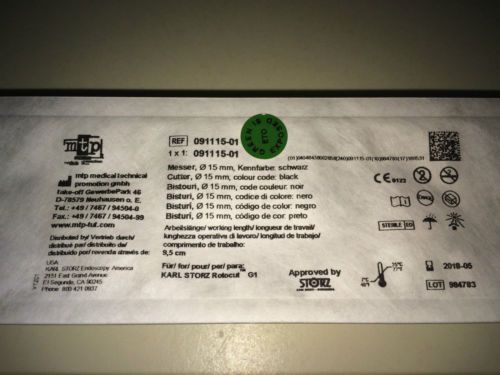 mtp
mtp medical technical
promotion gmbh
take-off GewerbePark 46
D-78579 Neuhausen o. E.
Tel.: +49 / 7467 / 94504-0
Fax: +49 / 7467 / 94504-99
www.mtp-tut.com
Distributed by/ Vertrieb durch/
distribué par/ distribuito da/
distribuido por/ revenda através de:
USA
KARL STORZ Endoscopy America
2151 East Grand Avenue
El Segunda, CA 90245
Phone: 800 421 0837
REF 091115-01
1 x 1: 091115-01
Messer, Ø 15 mm, Kennfarbe: schwarz
Cutter, Ø 15 mm, colour code: black
Bistouri, Ø 15 mm, code couleur: noir
Bisturi, Ø 15 mm, codice di colore: nero
Bisturí, Ø 15 mm, código de color: negro
Bisturi, Ø 15 mm, código de cor: preto
Arbeitslänge/ working length/ longueur de travail/
lunghezza operativa di lavoro/ longitud de trabajo/
comprimento de trabalho:
9,5 cm
Für/ for/ pour/ per/ para/
KARL STORZ Rotocut G1
GREEN IS EXPOSED
ETO
Approved by
STORZ
CE 0122
STERILE EO
2018-05
LOT 984783